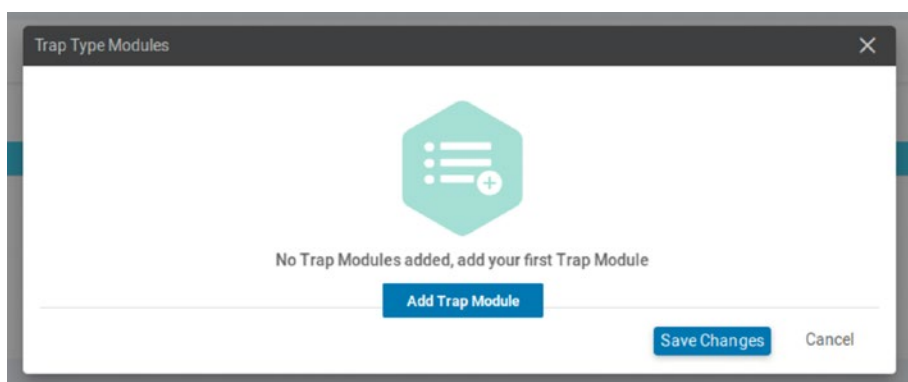 Trap Type Modules
No Trap Modules added, add your first Trap Module
Add Trap Module
Save Changes
Cancel